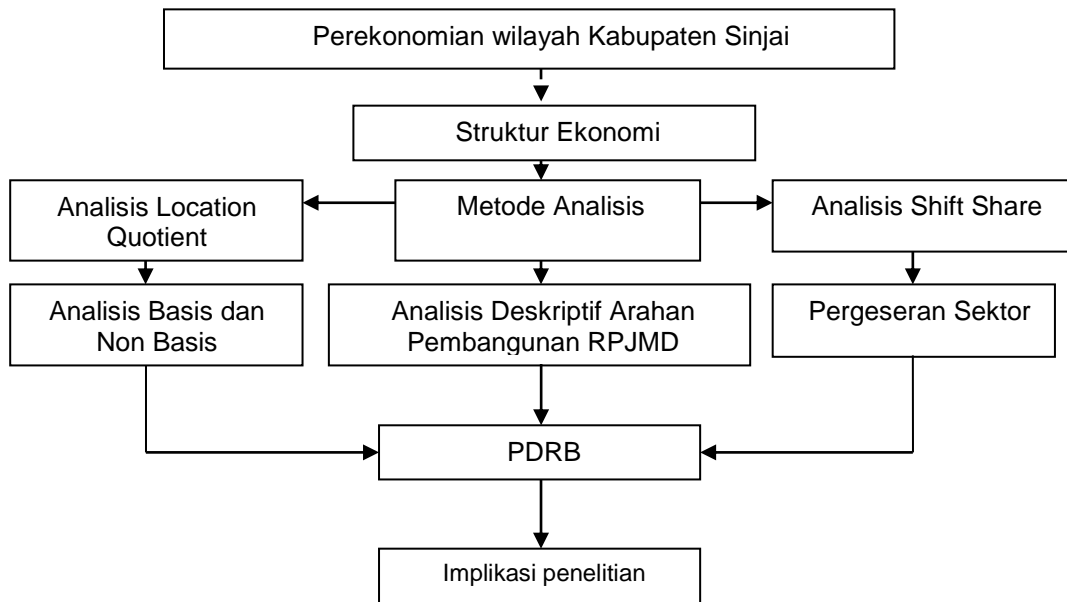 Perekonomian wilayah Kabupaten Sinjai
Struktur Ekonomi
Analisis Location
Quotient
Metode Analisis
Analisis Shift Share
Analisis Basis dan
Non Basis
Analisis Deskriptif Arahan
Pembangunan RPJMD
Pergeseran Sektor
PDRB
Implikasi penelitian